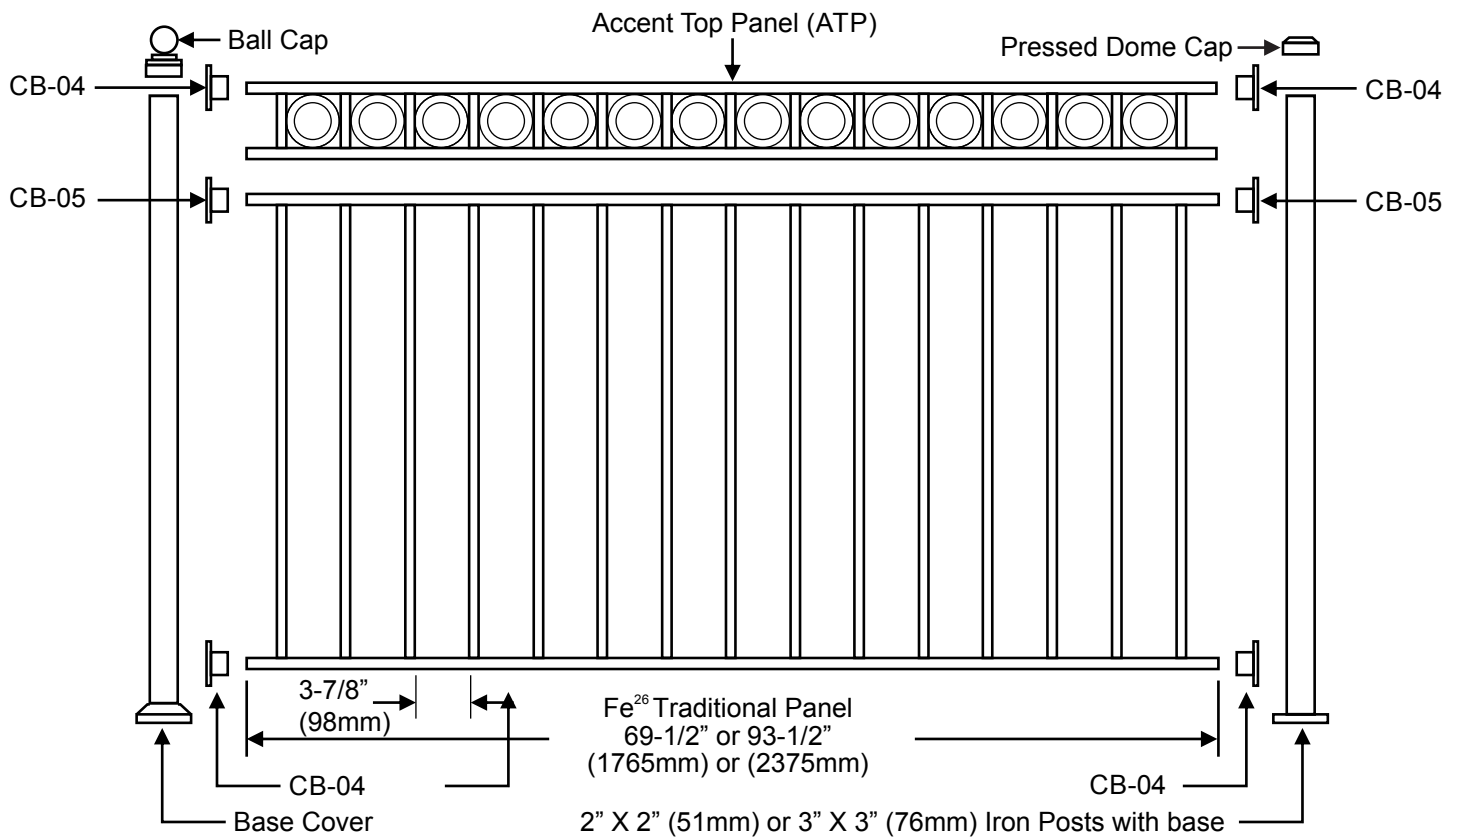 Accent Top Panel (ATP)
Ball Cap
Pressed Dome Cap
CB-04
CB-04
CB-05
CB-05
3-7/8”
(98mm)
Fe26 Traditional Panel
69-1/2” or 93-1/2”
(1765mm) or (2375mm)
CB-04
CB-04
Base Cover
2” X 2” (51mm) or 3” X 3” (76mm) Iron Posts with base